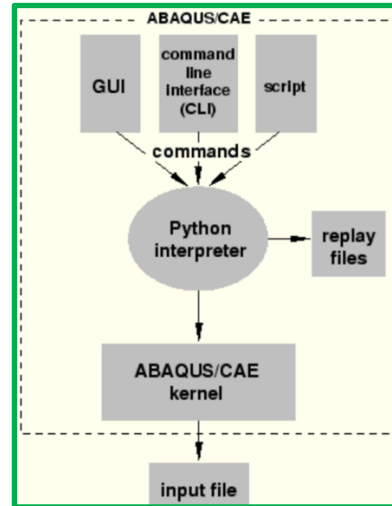 ABAQUS/CAE
GUI
command
line
interface
(CLI)
script
commands
Python
interpreter
replay
files
ABAQUS/CAE
kernel
input file